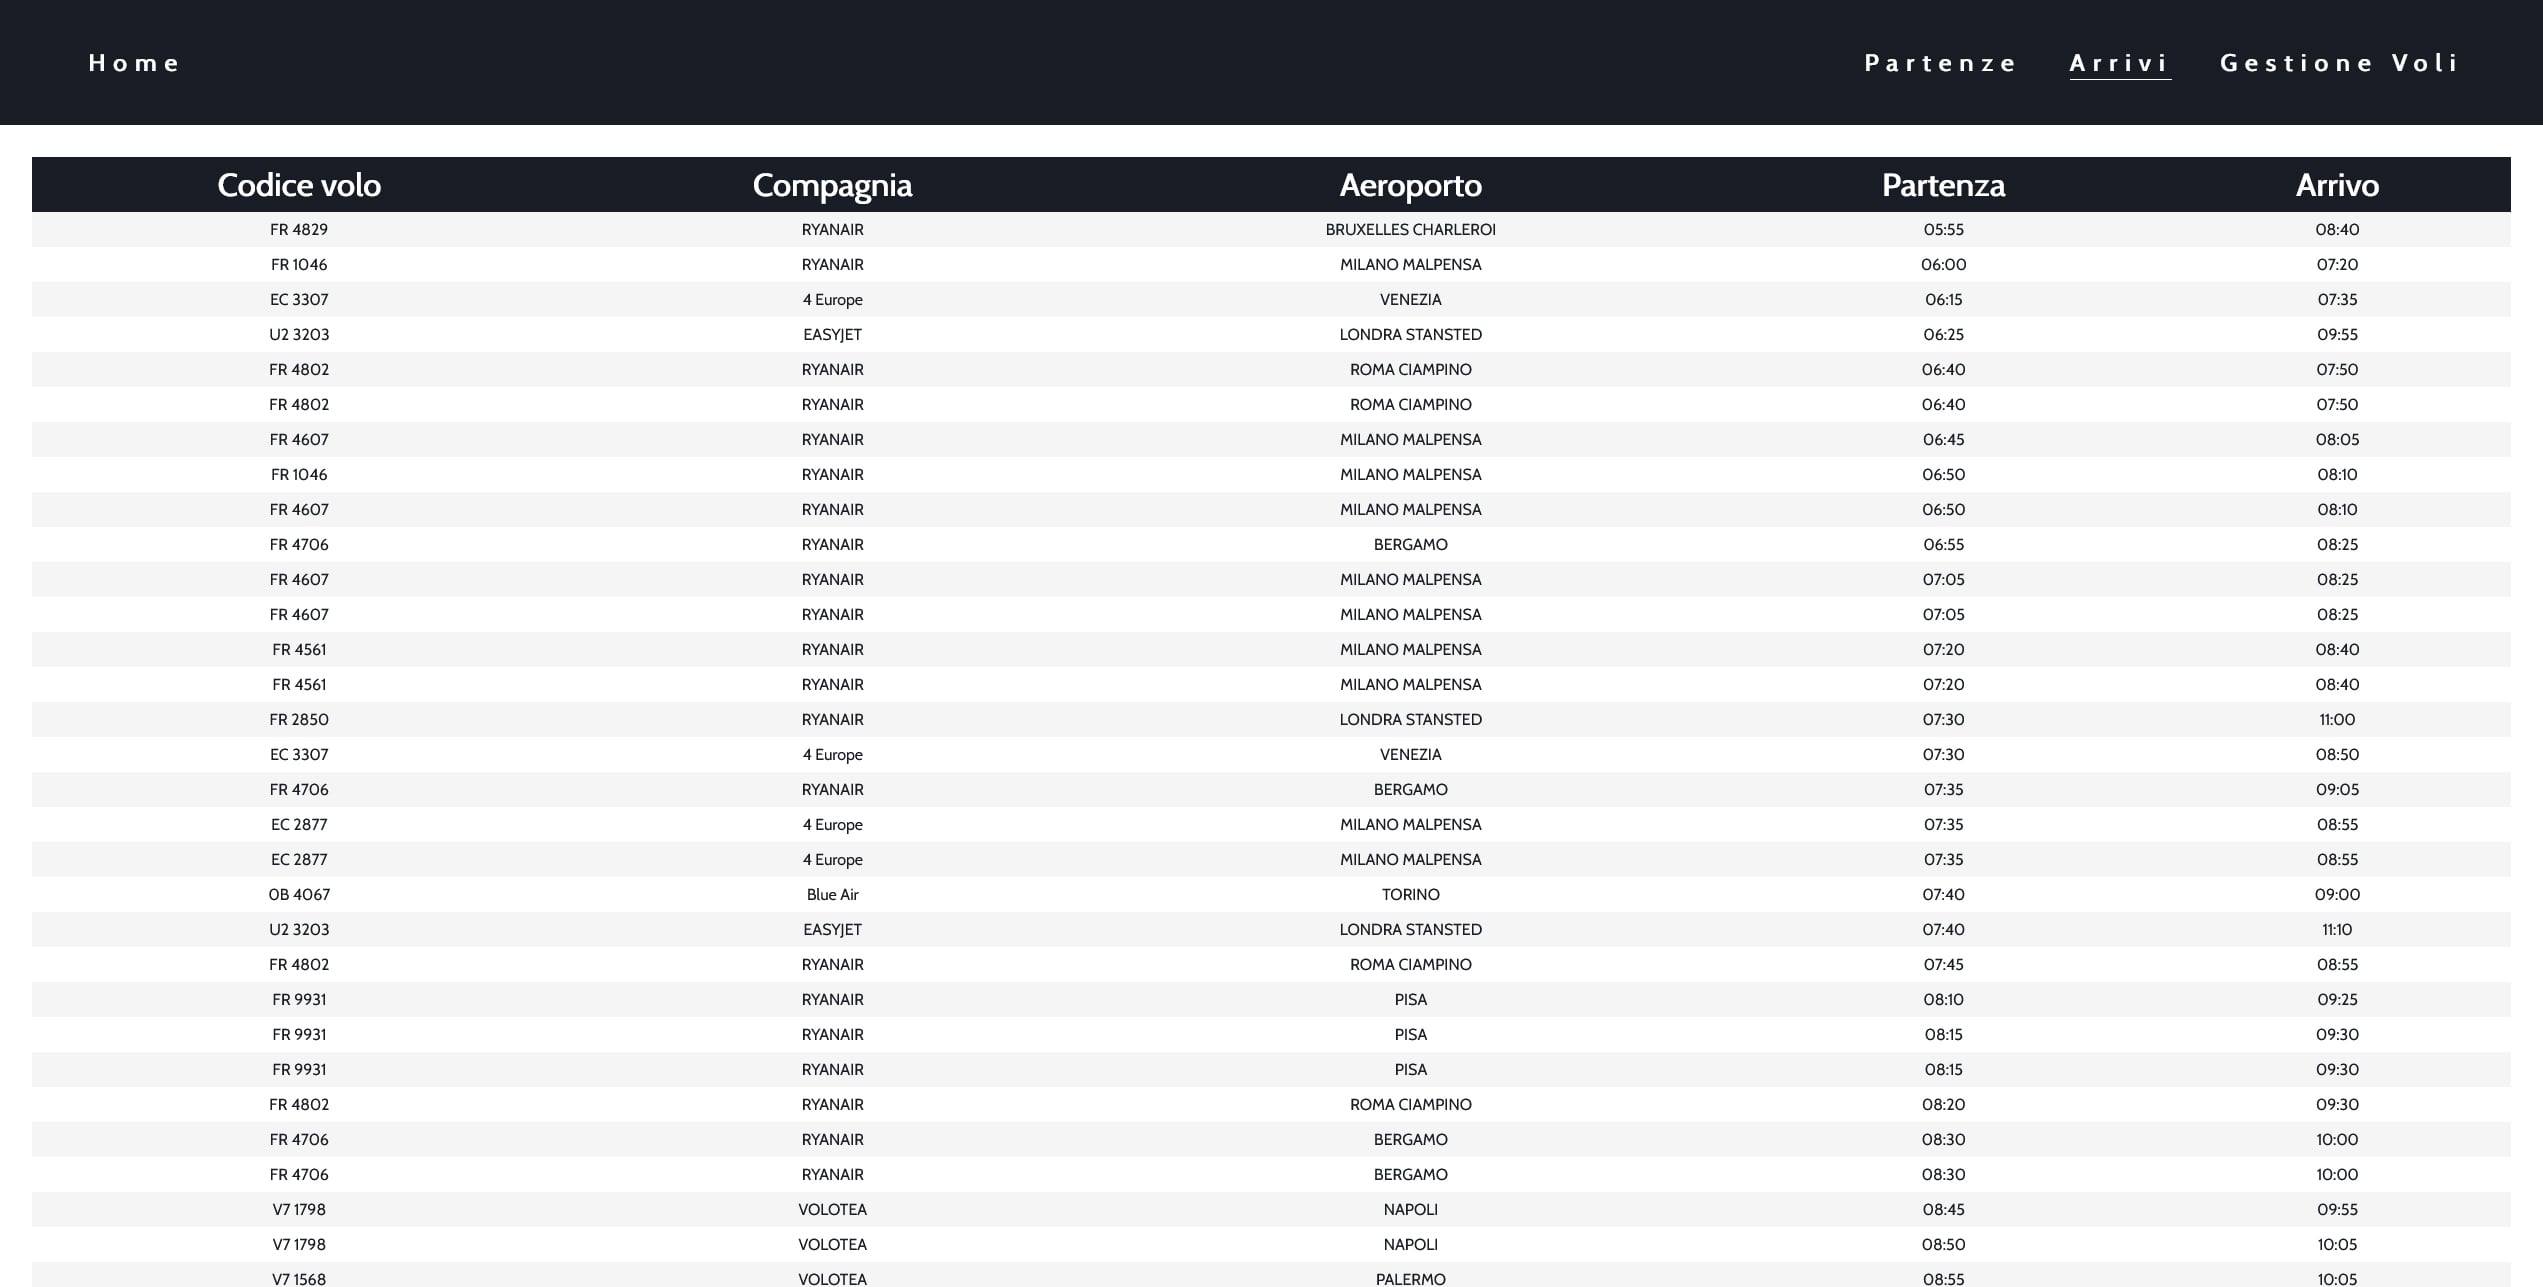 Home Partenze Arrivi Gestione Voli
Codice volo Compagnia Aeroporto Partenza Arrivo
FR 4829 RYANAIR BRUXELLES CHARLEROI 05:55 08:40
FR 1046 RYANAIR MILANO MALPENSA 06:00 07:20
EC 3307 4 Europe VENEZIA 06:15 07:35
U2 3203 EASYJET LONDRA STANSTED 06:25 09:55
FR 4802 RYANAIR ROMA CIAMPINO 06:40 07:50
FR 4802 RYANAIR ROMA CIAMPINO 06:40 07:50
FR 4607 RYANAIR MILANO MALPENSA 06:45 08:05
FR 1046 RYANAIR MILANO MALPENSA 06:50 08:10
FR 4607 RYANAIR MILANO MALPENSA 06:50 08:10
FR 4706 RYANAIR BERGAMO 06:55 08:25
FR 4607 RYANAIR MILANO MALPENSA 07:05 08:25
FR 4607 RYANAIR MILANO MALPENSA 07:05 08:25
FR 4561 RYANAIR MILANO MALPENSA 07:20 08:40
FR 4561 RYANAIR MILANO MALPENSA 07:20 08:40
FR 2850 RYANAIR LONDRA STANSTED 07:30 11:00
EC 3307 4 Europe VENEZIA 07:30 08:50
FR 4706 RYANAIR BERGAMO 07:35 09:05
EC 2877 4 Europe MILANO MALPENSA 07:35 08:55
EC 2877 4 Europe MILANO MALPENSA 07:35 08:55
0B 4067 Blue Air TORINO 07:40 09:00
U2 3203 EASYJET LONDRA STANSTED 07:40 11:10
FR 4802 RYANAIR ROMA CIAMPINO 07:45 08:55
FR 9931 RYANAIR PISA 08:10 09:25
FR 9931 RYANAIR PISA 08:15 09:30
FR 9931 RYANAIR PISA 08:15 09:30
FR 4802 RYANAIR ROMA CIAMPINO 08:20 09:30
FR 4706 RYANAIR BERGAMO 08:30 10:00
FR 4706 RYANAIR BERGAMO 08:30 10:00
V7 1798 VOLOTEA NAPOLI 08:45 09:55
V7 1798 VOLOTEA NAPOLI 08:50 10:05
V7 1568 VOLOTEA PALERMO 08:55 10:05